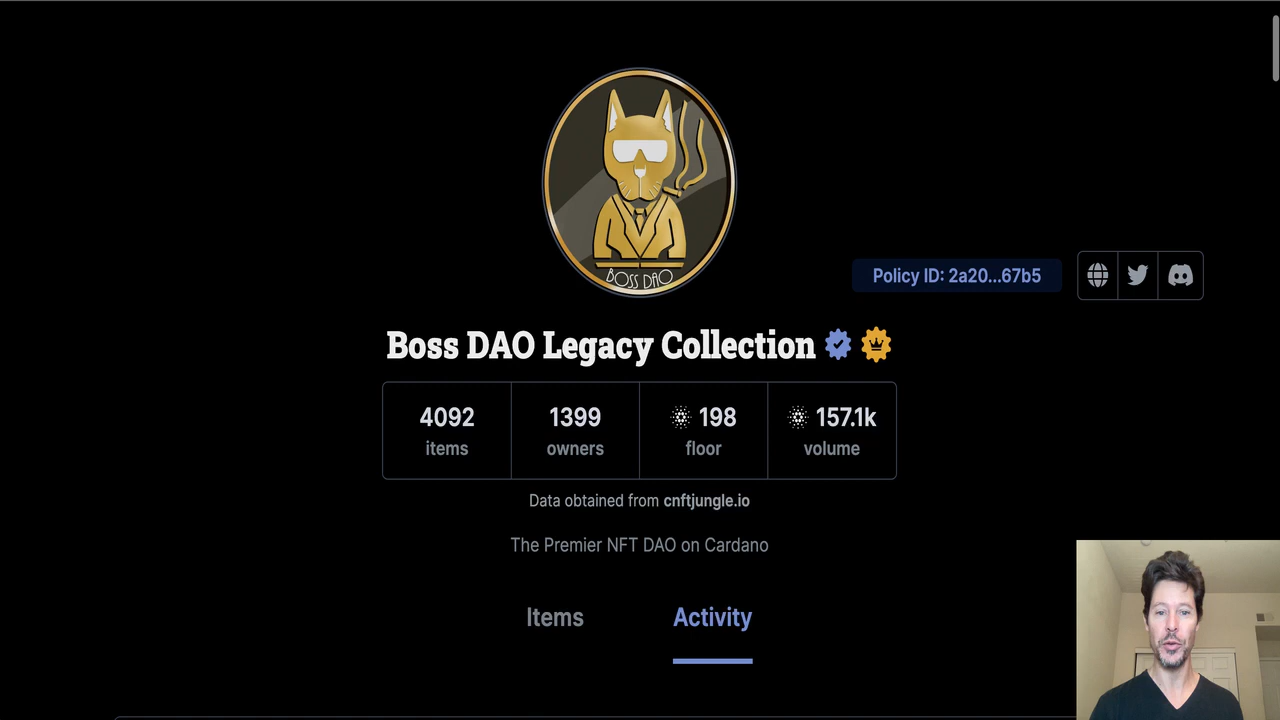 BOSS DAO
Policy ID: 2a20...67b5
Boss DAO Legacy Collection
4092
items
1399
owners
198
floor
157.1k
volume
Data obtained from cnftjungle.io
The Premier NFT DAO on Cardano
Items
Activity